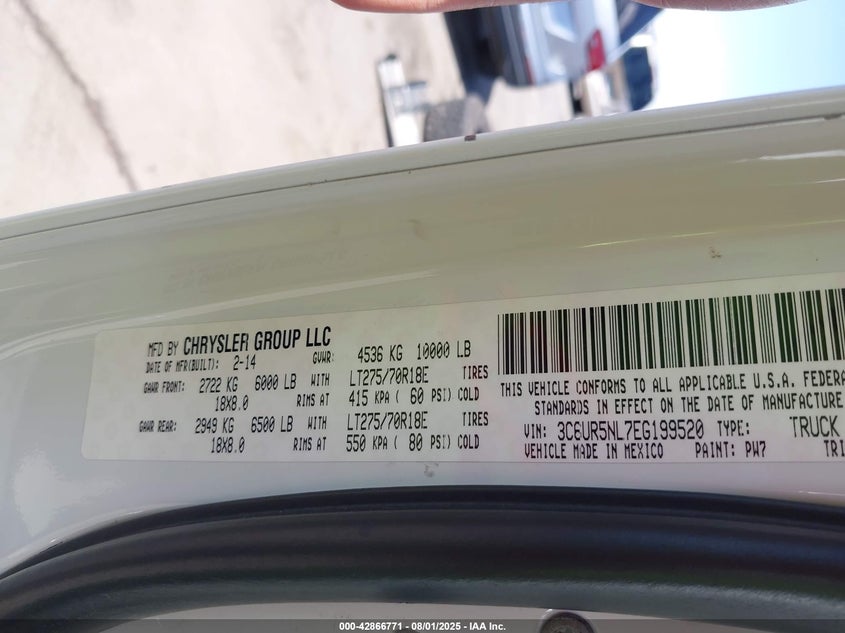 MFD BY CHRYSLER GROUP LLC
DATE OF MFR(BUILT): 2-14 GVWR: 4536 KG 10000 LB
GAWR FRONT: 2722 KG 6000 LB WITH LT275/70R18E TIRES
18X8.0 RIMS AT 415 KPA ( 60 PSI) COLD
GAWR REAR: 2949 KG 6500 LB WITH LT275/70R18E TIRES
18X8.0 RIMS AT 550 KPA ( 80 PSI) COLD
THIS VEHICLE CONFORMS TO ALL APPLICABLE U.S.A. FEDERA
STANDARDS IN EFFECT ON THE DATE OF MANUFACTURE
VIN: 3C6UR5NL7EG199520 TYPE: TRUCK
VEHICLE MADE IN MEXICO PAINT: PW7 TRI
000-42866771 - 08/01/2025 - IAA Inc.